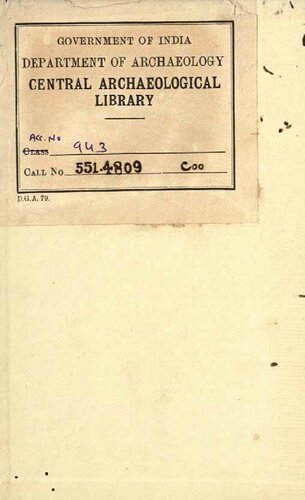 GOVERNMENT OF INDIA
DEPARTMENT OF ARCHAEOLOGY
CENTRAL ARCHAEOLOGICAL
LIBRARY
Acc. No
CLASS 943
CALL No. 551.4809 Coo
D.G.A. 79.